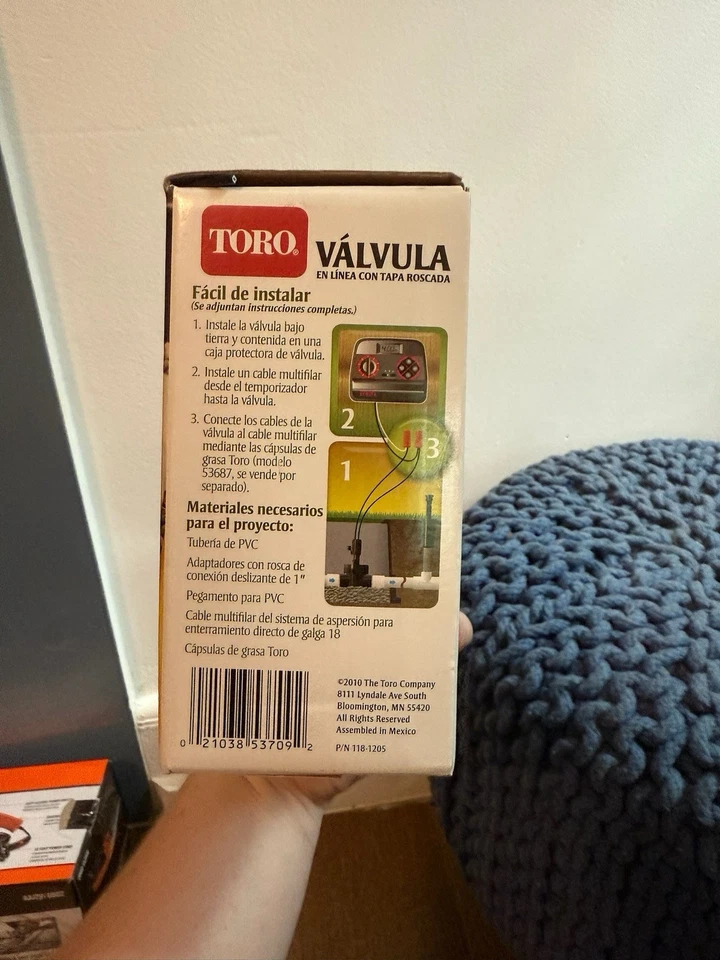 TORO®
VÁLVULA
EN LÍNEA CON TAPA ROSCADA
Fácil de instalar
(Se adjuntan instrucciones completas.)
1. Instale la válvula bajo
tierra y contenida en una
caja protectora de válvula.
2. Instale un cable multifilar
desde el temporizador
hasta la válvula.
3. Conecte los cables de la
válvula al cable multifilar
mediante las cápsulas de
grasa Toro (modelo
53687, se vende por
separado).
2
3
1
Materiales necesarios
para el proyecto:
Tubería de PVC
Adaptadores con rosca de
conexión deslizante de 1"
Pegamento para PVC
Cable multifilar del sistema de aspersión para
enterramiento directo de galga 18
Cápsulas de grasa Toro
0 21038 53709 2
©2010 The Toro Company
8111 Lyndale Ave South
Bloomington, MN 55420
All Rights Reserved
Assembled in Mexico
P/N 118-1205